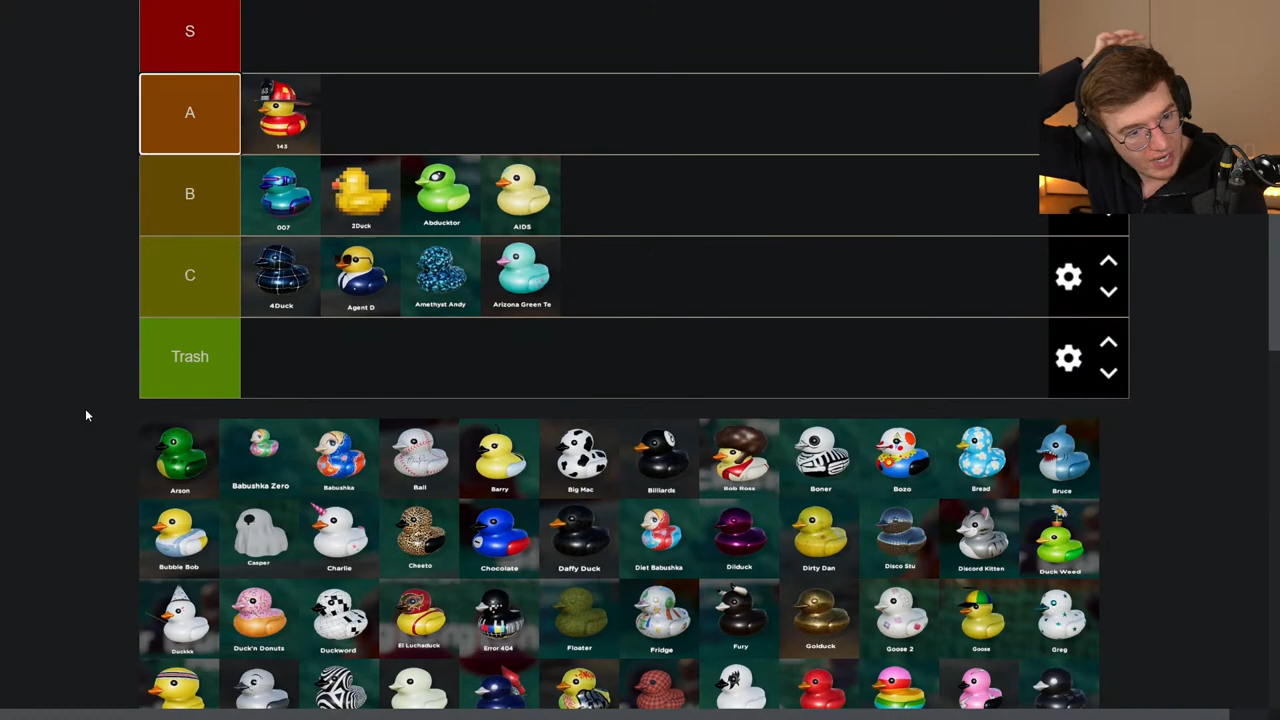 S
A
143
B
007
2Duck
Abducktor
AIDS
C
4Duck
Agent D
Amethyst Andy
Arizona Green Te
Trash
Arson
Babushka Zero
Babushka
Ball
Barry
Big Mac
Billiards
Bob Ross
Boner
Bozo
Bread
Bruce
Bubble Bob
Casper
Charlie
Cheeto
Chocolate
Daffy Duck
Diet Babushka
Dilduck
Dirty Dan
Disco Stu
Discord Kitten
Duck Weed
Duckkk
Duck'n Donuts
Duckword
El Luchaduck
Error 404
Floater
Fridge
Fury
Golduck
Goose 2
Goose
Greg